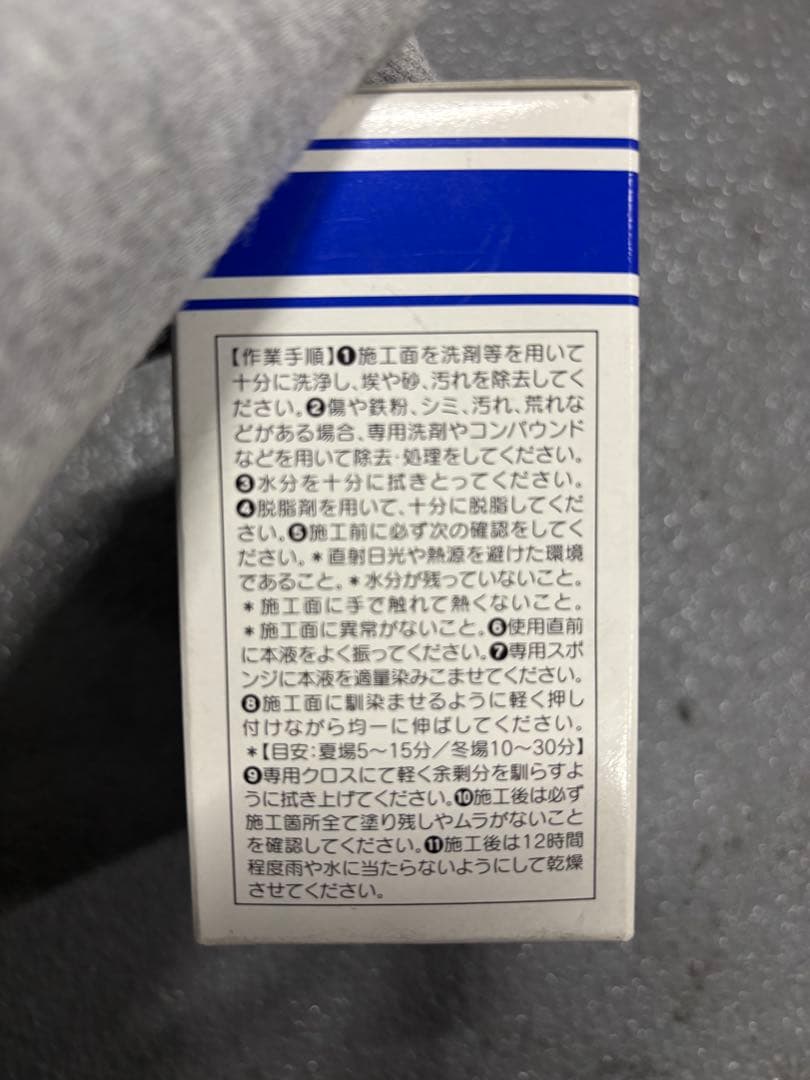 【作業手順】❶施工面を洗剤等を用いて
十分に洗浄し、埃や砂、汚れを除去してく
ださい。❷傷や鉄粉、シミ、汚れ、荒れな
どがある場合、専用洗剤やコンパウンド
などを用いて除去・処理をしてください。
❸水分を十分に拭きとってください。
❹脱脂剤を用いて、十分に脱脂してくだ
さい。❺施工前に必ず次の確認をしてく
ださい。＊直射日光や熱源を避けた環境
であること。＊水分が残っていないこと。
＊施工面に手で触れて熱くないこと。
＊施工面に異常がないこと。❻使用直前
に本液をよく振ってください。❼専用スポ
ンジに本液を適量染みこませてください。
❽施工面に馴染ませるように軽く押し
付けながら均一に伸ばしてください。
＊【目安：夏場5～15分／冬場10～30分】
❾専用クロスにて軽く余剰分を馴らすよ
うに拭き上げてください。❿施工後は必ず
施工箇所全て塗り残しやムラがないこと
を確認してください。⓫施工後は12時間
程度雨や水に当たらないようにして乾燥
させてください。